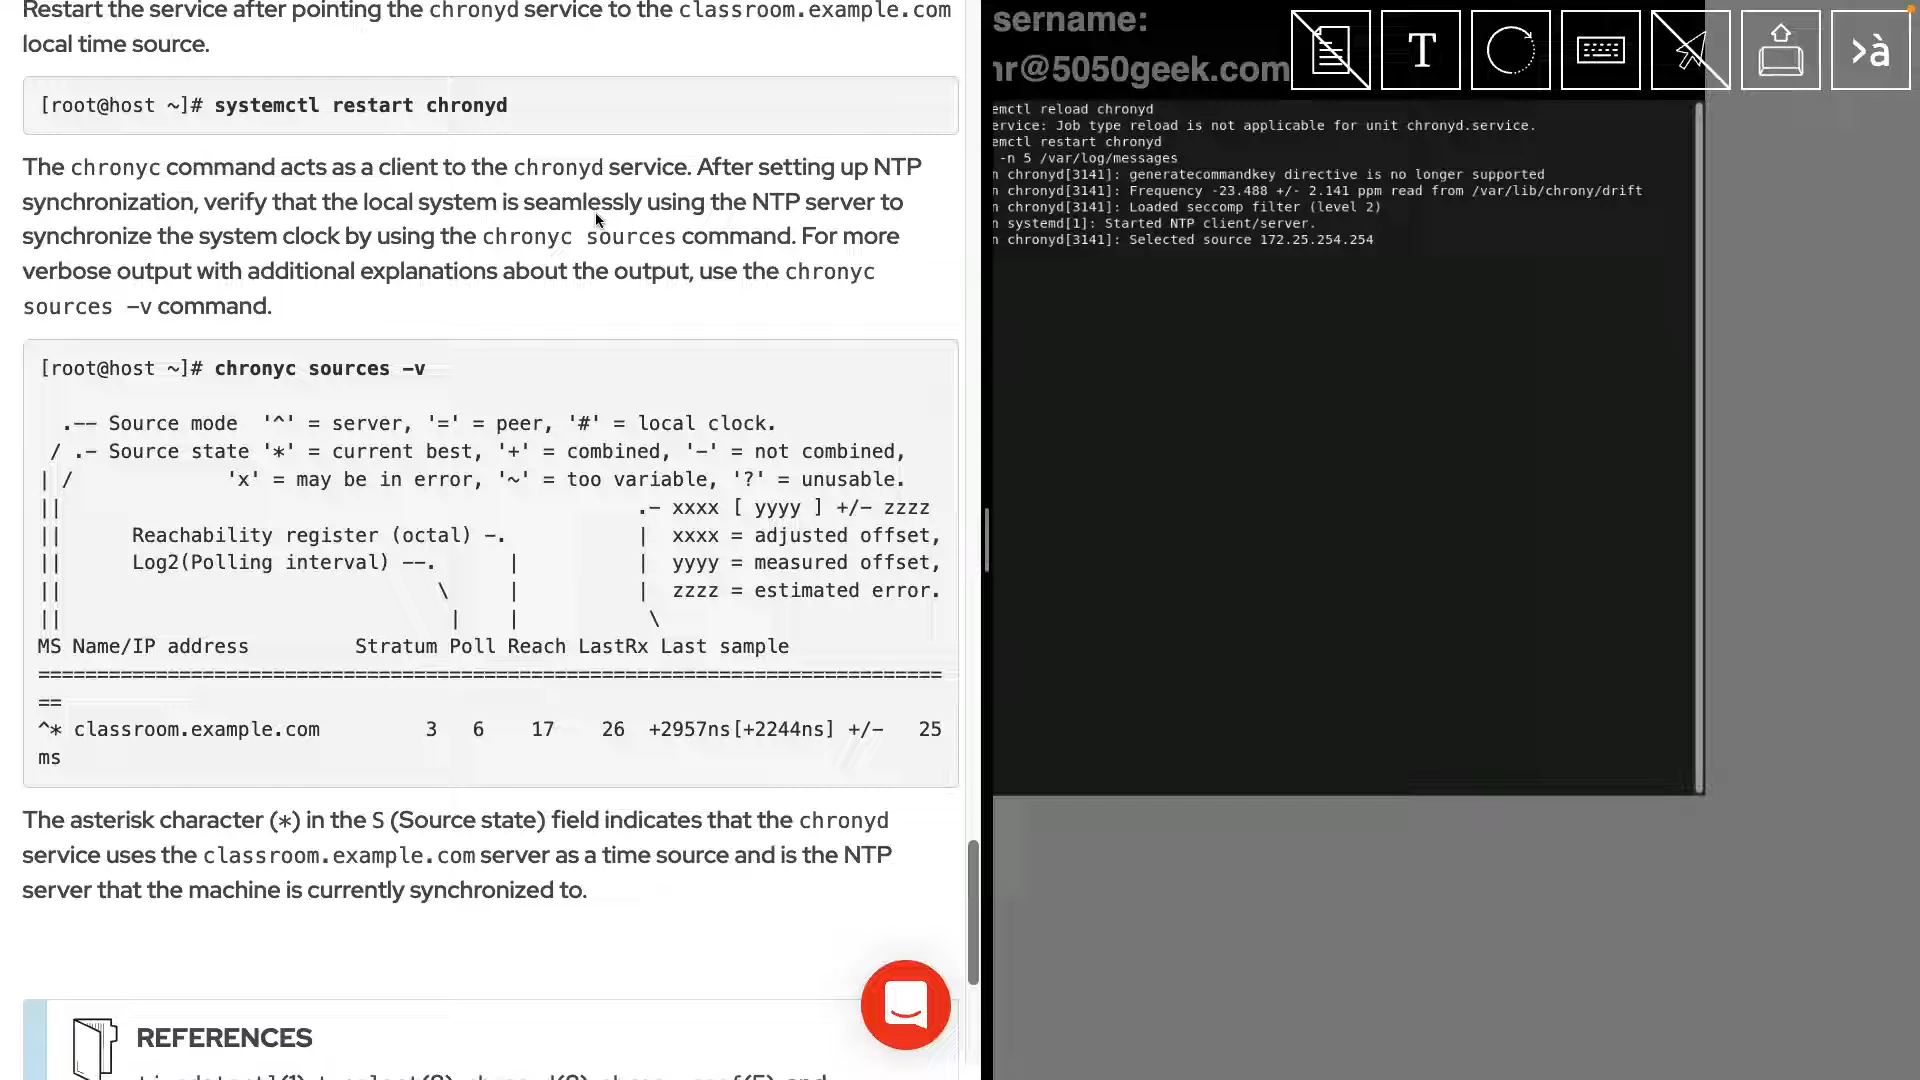 Restart the service after pointing the chronyd service to the classroom.example.com
local time source.
[root@host ~]# systemctl restart chronyd
The chronyc command acts as a client to the chronyd service. After setting up NTP
synchronization, verify that the local system is seamlessly using the NTP server to
synchronize the system clock by using the chronyc sources command. For more
verbose output with additional explanations about the output, use the chronyc
sources -v command.
[root@host ~]# chronyc sources -v
.-- Source mode '^' = server, '=' = peer, '#' = local clock.
/ .- Source state '*' = current best, '+' = combined, '-' = not combined,
| / 'x' = may be in error, '~' = too variable, '?' = unusable.
|| .- xxxx [ yyyy ] +/- zzzz
|| Reachability register (octal) -. | xxxx = adjusted offset,
|| Log2(Polling interval) --. | | yyyy = measured offset,
|| \ | | zzzz = estimated error.
|| | | \
MS Name/IP address Stratum Poll Reach LastRx Last sample
=============================================================================
==
^* classroom.example.com 3 6 17 26 +2957ns[+2244ns] +/- 25
ms
The asterisk character (*) in the S (Source state) field indicates that the chronyd
service uses the classroom.example.com server as a time source and is the NTP
server that the machine is currently synchronized to.
REFERENCES
sername:
r@5050geek.com
T
>à
emctl reload chronyd
ervice: Job type reload is not applicable for unit chronyd.service.
emctl restart chronyd
-n 5 /var/log/messages
n chronyd[3141]: generatecommandkey directive is no longer supported
n chronyd[3141]: Frequency -23.488 +/- 2.141 ppm read from /var/lib/chrony/drift
n chronyd[3141]: Loaded seccomp filter (level 2)
n systemd[1]: Started NTP client/server.
n chronyd[3141]: Selected source 172.25.254.254